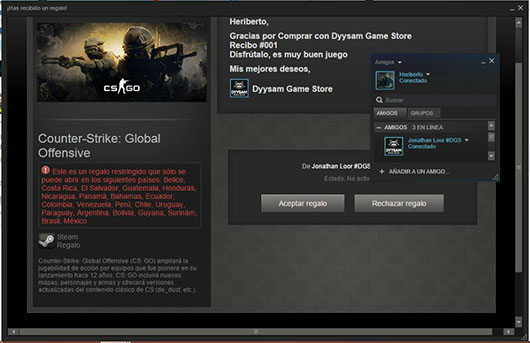 ¡Has recibido un regalo!
CS GO
Heriberto,
Gracias por Comprar con Dyysam Game Store
Recibo #001
Disfrútalo, es muy buen juego
Mis mejores deseos,
DYYSAM
Dyysam Game Store
Counter-Strike: Global
Offensive
Este es un regalo restringido que sólo se
puede abrir en los siguientes países: Belice,
Costa Rica, El Salvador, Guatemala, Honduras,
Nicaragua, Panamá, Bahamas, Ecuador,
Colombia, Venezuela, Perú, Chile, Uruguay,
Paraguay, Argentina, Bolivia, Guyana, Surinám,
Brasil, México
Steam
Regalo
Counter-Strike: Global Offensive (CS: GO) ampliará la
jugabilidad de acción por equipos que fue pionera en su
lanzamiento hace 12 años. CS: GO incluirá nuevos
mapas, personajes y armas y ofrecerá versiones
actualizadas del contenido clásico de CS (de_dust, etc.).
De Jonathan Loor #DGS
Estado: No activ
Aceptar regalo
Rechazar regalo
Amigos
Heriberto
Conectado
Buscar
AMIGOS
GRUPOS
AMIGOS 3 EN LÍNEA
DYYSAM
Jonathan Loor #DGS
Conectado
+ AÑADIR A UN AMIGO...